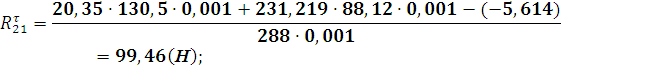 R^τ_21 = (20,35 · 130,5 · 0,001 + 231,219 · 88,12 · 0,001 − (−5,614)) / (288 · 0,001)
= 99,46(H);